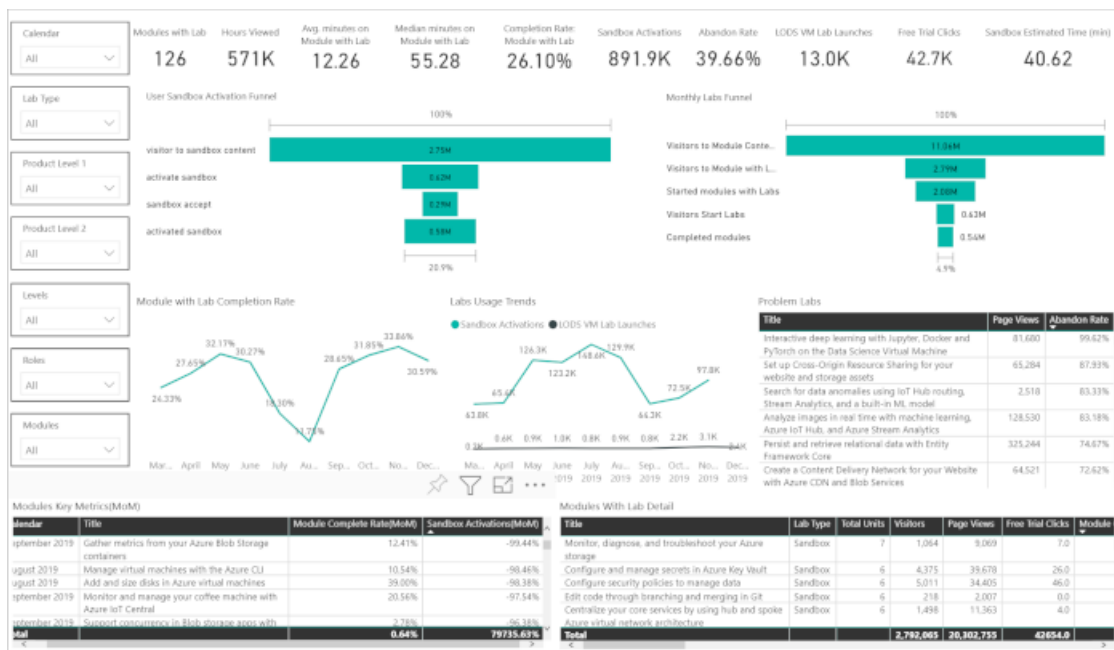 Calendar
All
Lab Type
All
Product Level 1
All
Product Level 2
All
Levels
All
Roles
All
Modules
All
Modules with Lab
126
Hours Viewed
571K
Avg. minutes on
Module with Lab
12.26
Median minutes on
Module with Lab
55.28
Completion Rate:
Module with Lab
26.10%
Sandbox Activations
891.9K
Abandon Rate
39.66%
LODS VM Lab Launches
13.0K
Free Trial Clicks
42.7K
Sandbox Estimated Time (min)
40.62
User Sandbox Activation Funnel
100%
visitor to sandbox content 2.75M
activate sandbox 0.62M
sandbox accept 0.29M
activated sandbox 0.58M
20.9%
Monthly Labs Funnel
100%
Visitors to Module Conte... 11.06M
Visitors to Module with L... 2.79M
Started modules with Labs 2.08M
Visitors Start Labs 0.63M
Completed modules 0.54M
4.9%
Module with Lab Completion Rate
24.33% 27.65% 32.17% 30.27% 18.30% 28.65% 31.85% 33.86% 30.59%
Mar... April May June July Au... Sep... Oct... No... Dec...
Labs Usage Trends
Sandbox Activations LODS VM Lab Launches
63.8K 126.3K 123.2K 148.6K 129.9K 72.5K 97.8K
0.6K 0.9K 1.0K 0.8K 0.9K 0.8K 2.2K 3.1K
Ma... April May June July Au... Sep... Oct... No... Dec...
2019 2019 2019 2019 2019 2019 2019 2019 2019
Problem Labs
Title Page Views Abandon Rate
Interactive deep learning with Jupyter, Docker and 81,680 99.62%
PyTorch on the Data Science Virtual Machine
Set up Cross-Origin Resource Sharing for your 65,284 87.93%
website and storage assets
Search for data anomalies using IoT Hub routing, 2,518 83.33%
Stream Analytics, and a built-in ML model
Analyze images in real time with machine learning, 128,530 83.18%
Azure IoT Hub, and Azure Stream Analytics
Persist and retrieve relational data with Entity 325,244 74.67%
Framework Core
Create a Content Delivery Network for your Website 64,521 72.62%
with Azure CDN and Blob Services
Modules Key Metrics(MoM)
alendar Title Module Complete Rate(MoM) Sandbox Activations(MoM)
eptember 2019 Gather metrics from your Azure Blob Storage 12.41% -99.44%
containers
ugust 2019 Manage virtual machines with the Azure CLI 10.54% -98.46%
ugust 2019 Add and size disks in Azure virtual machines 39.00% -98.38%
eptember 2019 Monitor and manage your coffee machine with 20.56% -97.54%
Azure IoT Central
eptember 2019 Support concurrency in Blob storage apps with 2.78% -96.38%
otal 0.64% 79735.63%
Modules With Lab Detail
Title Lab Type Total Units Visitors Page Views Free Trial Clicks Module
Monitor, diagnose, and troubleshoot your Azure Sandbox 7 1,064 9,069 7.0
storage
Configure and manage secrets in Azure Key Vault Sandbox 6 4,375 39,678 26.0
Configure security policies to manage data Sandbox 6 5,011 34,405 46.0
Edit code through branching and merging in Git Sandbox 6 218 2,007 0.0
Centralize your core services by using hub and spoke Sandbox 6 1,498 11,363 4.0
Azure virtual network architecture
Total 2,792,065 20,302,755 42654.0